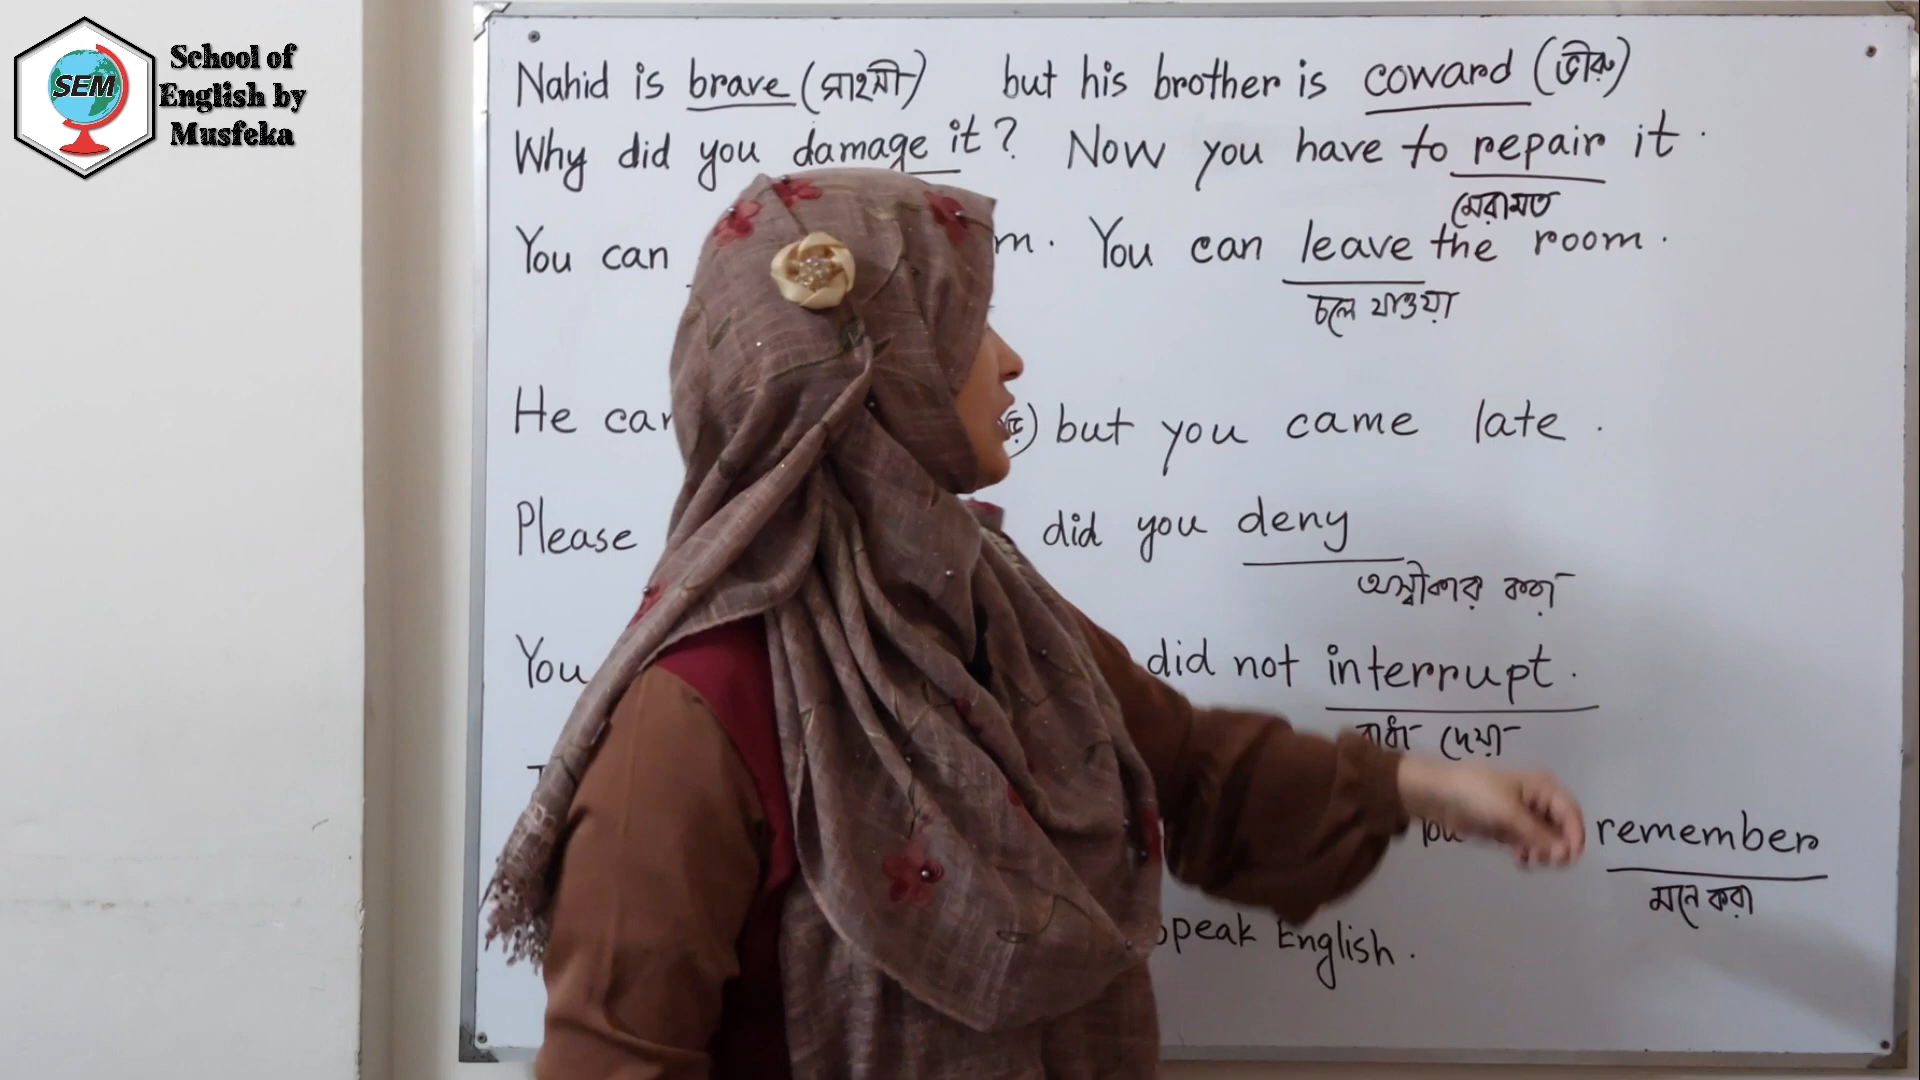 School of
English by
Musfeka
SEM
Nahid is brave (সাহসী) but his brother is coward (ভীরু)
Why did you damage it? Now you have to repair it.
মেরামত
You can m. You can leave the room.
চলে যাওয়া
He can but you came late.
Please did you deny
অস্বীকার করা
You did not interrupt.
বাধা দেয়া
remember
মনে করা
speak English.